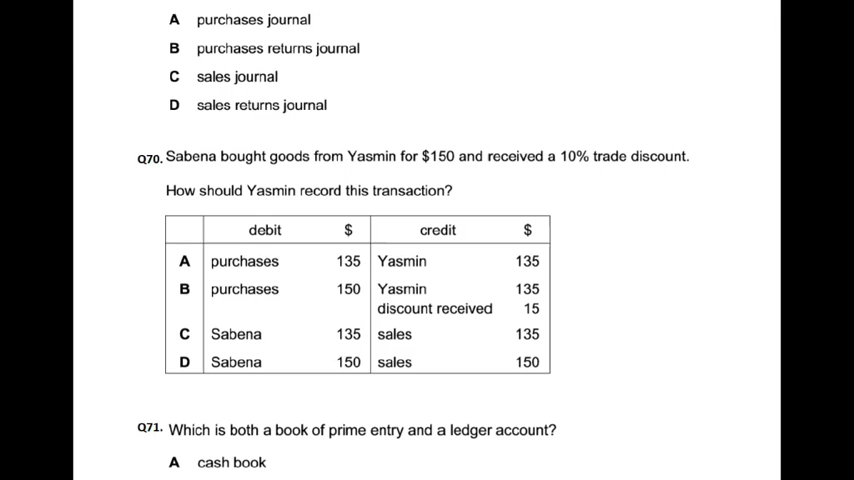 A purchases journal
B purchases returns journal
C sales journal
D sales returns journal
Q70. Sabena bought goods from Yasmin for $150 and received a 10% trade discount.
How should Yasmin record this transaction?
debit $ credit $
A purchases 135 Yasmin 135
B purchases 150 Yasmin 135
discount received 15
C Sabena 135 sales 135
D Sabena 150 sales 150
Q71. Which is both a book of prime entry and a ledger account?
A cash book